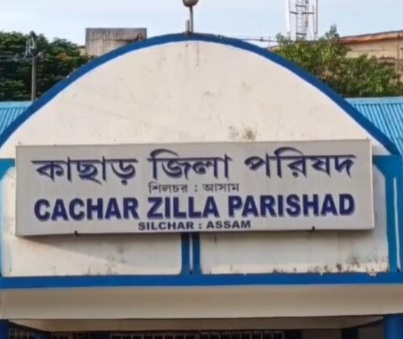 কাছাড় জিলা পরিষদ
শিলচর : আসাম
CACHAR ZILLA PARISHAD
SILCHAR : ASSAM